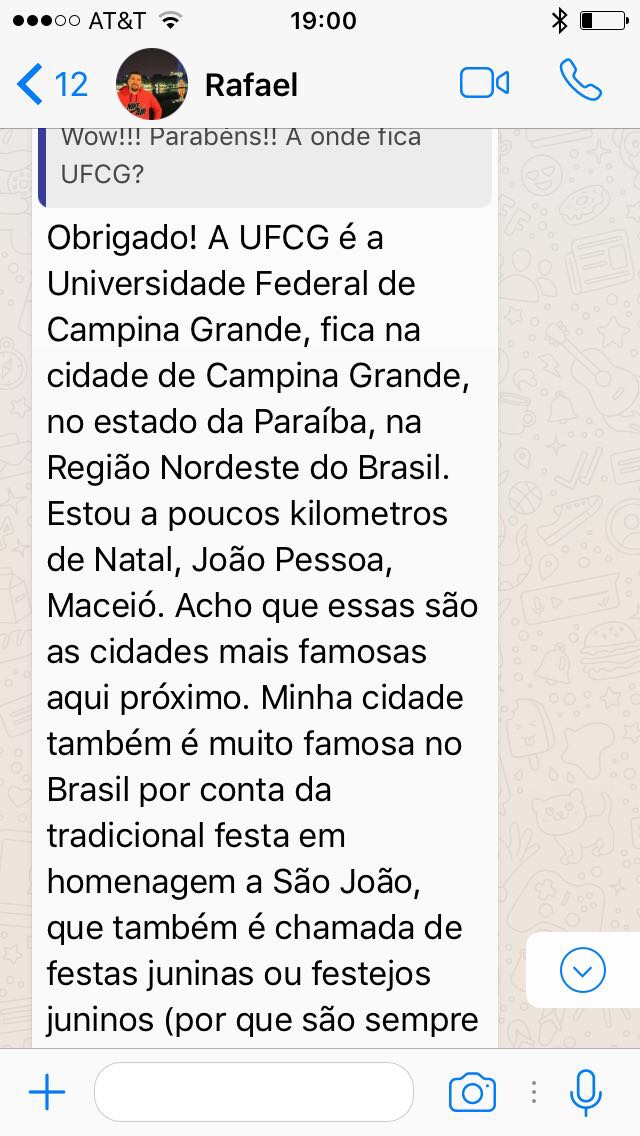 AT&T
19:00
12
Rafael
Wow!!! Parabéns!! A onde fica
UFCG?
Obrigado! A UFCG é a
Universidade Federal de
Campina Grande, fica na
cidade de Campina Grande,
no estado da Paraíba, na
Região Nordeste do Brasil.
Estou a poucos kilometros
de Natal, João Pessoa,
Maceió. Acho que essas são
as cidades mais famosas
aqui próximo. Minha cidade
também é muito famosa no
Brasil por conta da
tradicional festa em
homenagem a São João,
que também é chamada de
festas juninas ou festejos
juninos (por que são sempre